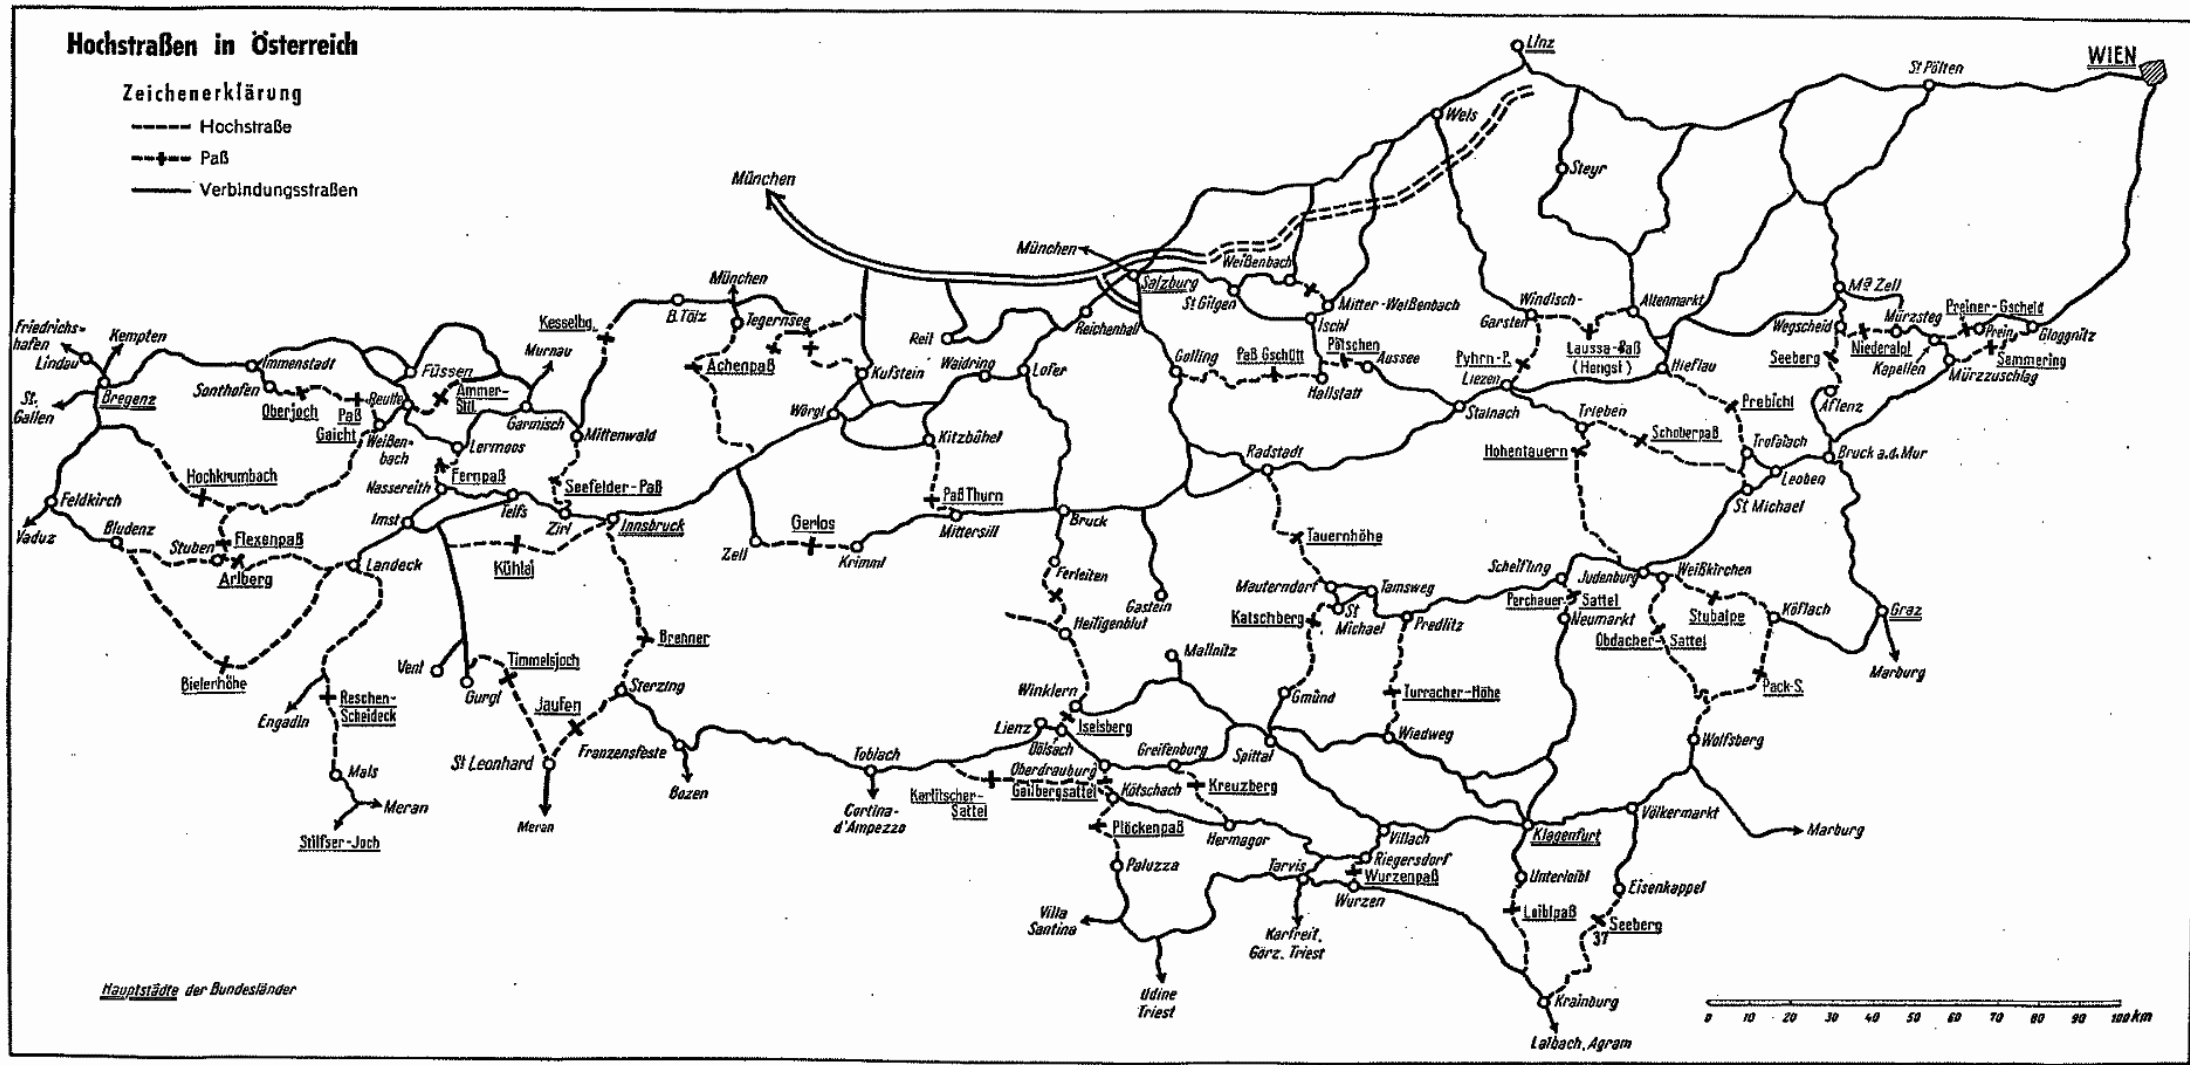 Hochstraßen in Österreich
Zeichenerklärung
Hochstraße
Paß
Verbindungsstraßen
Linz
WIEN
St Pölten
Wels
Steyr
München
München
Salzburg
Weißenbach
St Gilgen
Mitter-Weißenbach
Ischl
Windisch-
Garsten
Altenmarkt
Ma Zell
Mürzsteg
Preiner-Gscheid
Prein
Gloggnitz
Wegscheid
Niederalpl
Kapellen
Semmering
Mürzzuschlag
Seeberg
Aflenz
Laussa-Paß
(Hengst)
Hieflau
Pyhrn-P.
Liezen
Prebichl
Friedrichs-
hafen
Lindau
Kempten
Bregenz
St.
Gallen
Immenstadt
Sonthofen
Oberjoch
Paß
Gaicht
Reutte
Weißen-
bach
Füssen
Ammer-
Stl.
Murnau
Garmisch
Lermoos
Mittenwald
Kesselbg.
B. Tölz
München
Tegernsee
Achenpaß
Kufstein
Wörgl
Reit
Waidring
Lofer
Reichenhall
Kitzbühel
Golling
Paß Gschütt
Pötschen
Aussee
Hallstatt
Stainach
Trieben
Schoberpaß
Hohentauern
Trofaiach
Leoben
Bruck a.d. Mur
St Michael
Radstadt
Hochkrumbach
Feldkirch
Vaduz
Bludenz
Stuben
Flexenpaß
Arlberg
Landeck
Bielerhöhe
Fernpaß
Nassereith
Imst
Telfs
Seefelder-Paß
Zirl
Innsbruck
Kühtai
Zell
Gerlos
Krimml
Paß Thurn
Mittersill
Bruck
Ferleiten
Gastein
Heiligenblut
Tauernhöhe
Mauterndorf
Tamsweg
St
Michael
Katschberg
Predlitz
Scheifling
Judenburg
Weißkirchen
Perchauer-
Sattel
Neumarkt
Stubalpe
Köflach
Obdacher-Sattel
Graz
Marburg
Pack-S.
Wolfsberg
Brenner
Vent
Gurgl
Timmelsjoch
Jaufen
Sterzing
St Leonhard
Franzensfeste
Meran
Bozen
Engadin
Reschen-
Scheideck
Mals
Meran
Stilfser-Joch
Mallnitz
Winklern
Gmünd
Turracher-Höhe
Wiedweg
Lienz
Iselsberg
Dölsach
Greifenburg
Spittal
Toblach
Cortina-
d'Ampezzo
Kartitscher-
Sattel
Oberdrauburg
Gailbergsattel
Kötschach
Kreuzberg
Plöckenpaß
Hermagor
Paluzza
Villach
Riegersdorf
Tarvis
Wurzenpaß
Wurzen
Klagenfurt
Völkermarkt
Marburg
Unterloibl
Eisenkappel
Loiblpaß
Seeberg
37
Villa
Santina
Karfreit,
Görz, Triest
Udine
Triest
Krainburg
Laibach, Agram
Hauptstädte der Bundesländer
0 10 20 30 40 50 60 70 80 90 100 km